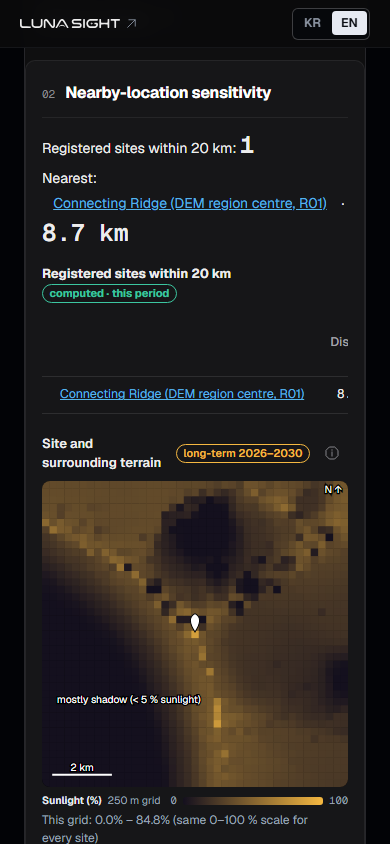 LUNA SIGHT ↗
KR EN
02 Nearby-location sensitivity
Registered sites within 20 km: 1
Nearest:
Connecting Ridge (DEM region centre, R01) ·
8.7 km
Registered sites within 20 km
computed · this period
Dis
Connecting Ridge (DEM region centre, R01) 8.
Site and
surrounding terrain
long-term 2026–2030
N ↑
mostly shadow (< 5 % sunlight)
2 km
Sunlight (%) 250 m grid 0 100
This grid: 0.0% – 84.8% (same 0–100 % scale for
every site)